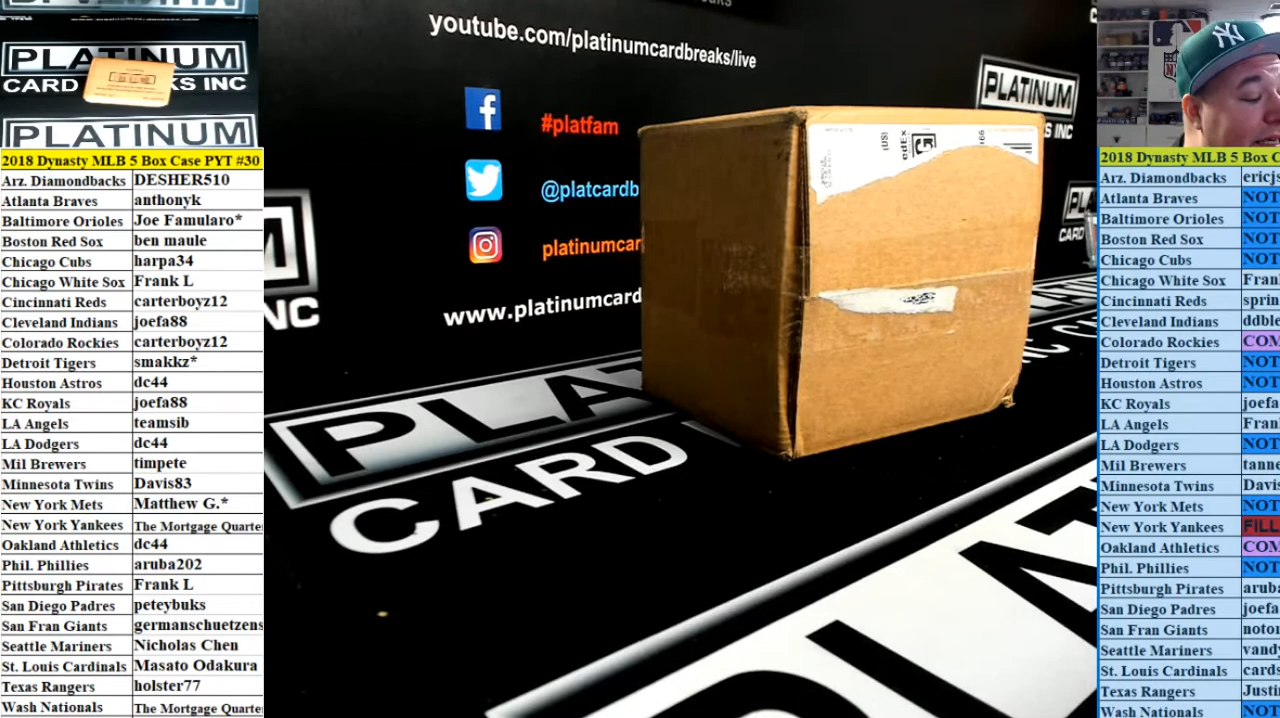 PLATINUM
CARD
KS INC
PLATINUM
2018 Dynasty MLB 5 Box Case PYT #30
Arz. Diamondbacks DESHER510
Atlanta Braves anthonyk
Baltimore Orioles Joe Famularo*
Boston Red Sox ben maule
Chicago Cubs harpa34
Chicago White Sox Frank L
Cincinnati Reds carterboyz12
Cleveland Indians joefa88
Colorado Rockies carterboyz12
Detroit Tigers smakkz*
Houston Astros dc44
KC Royals joefa88
LA Angels teamsib
LA Dodgers dc44
Mil Brewers timpete
Minnesota Twins Davis83
New York Mets Matthew G.*
New York Yankees The Mortgage Quarte
Oakland Athletics dc44
Phil. Phillies aruba202
Pittsburgh Pirates Frank L
San Diego Padres peteybuks
San Fran Giants germanschuetzens
Seattle Mariners Nicholas Chen
St. Louis Cardinals Masato Odakura
Texas Rangers holster77
Wash Nationals The Mortgage Quarte
youtube.com/platinumcardbreaks/live
#platfam
@platcardb
platinumcar
www.platinumcard
NC
PLATINUM
S INC
(US)
edEx
PLA
CARD
NC
2018 Dynasty MLB 5 Box C
Arz. Diamondbacks ericjs
Atlanta Braves NOT
Baltimore Orioles NOT
Boston Red Sox NOT
Chicago Cubs NOT
Chicago White Sox Fran
Cincinnati Reds sprin
Cleveland Indians ddble
Colorado Rockies COM
Detroit Tigers NOT
Houston Astros NOT
KC Royals joefa
LA Angels Fran
LA Dodgers NOT
Mil Brewers tanne
Minnesota Twins Davis
New York Mets NOT
New York Yankees FILL
Oakland Athletics COM
Phil. Phillies NOT
Pittsburgh Pirates aruba
San Diego Padres joefa
San Fran Giants notor
Seattle Mariners vandy
St. Louis Cardinals cards
Texas Rangers Justi
Wash Nationals NOT